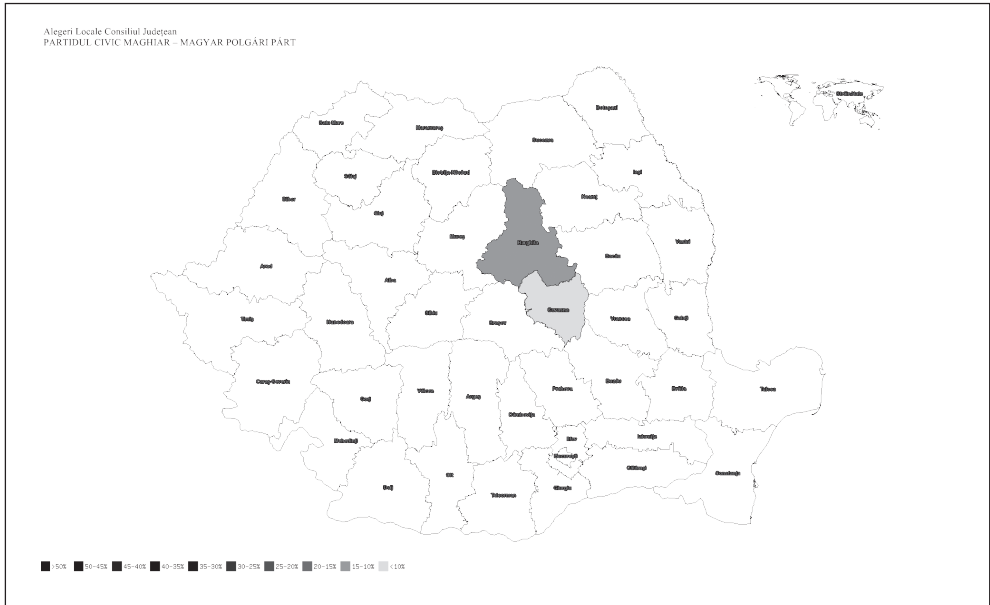 Alegeri Locale Consiliul Județean
PARTIDUL CIVIC MAGHIAR – MAGYAR POLGÁRI PÁRT
Botoșani
Satu Mare
Maramureș
Suceava
Iași
Bistrița-Năsăud
Sălaj
Neamț
Bihor
Cluj
Mureș
Harghita
Vaslui
Bacău
Arad
Alba
Covasna
Sibiu
Timiș
Hunedoara
Brașov
Vrancea
Galați
Caraș-Severin
Buzău
Prahova
Brăila
Tulcea
Vâlcea
Argeș
Gorj
Dâmbovița
Ialomița
Ilfov
Mehedinți
București
Călărași
Constanța
Olt
Dolj
Giurgiu
Teleorman
>50% 50-45% 45-40% 40-35% 35-30% 30-25% 25-20% 20-15% 15-10% <10%